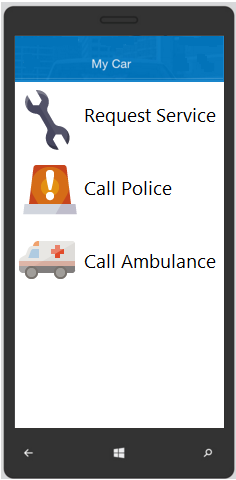 My Car
Request Service
Call Police
Call Ambulance